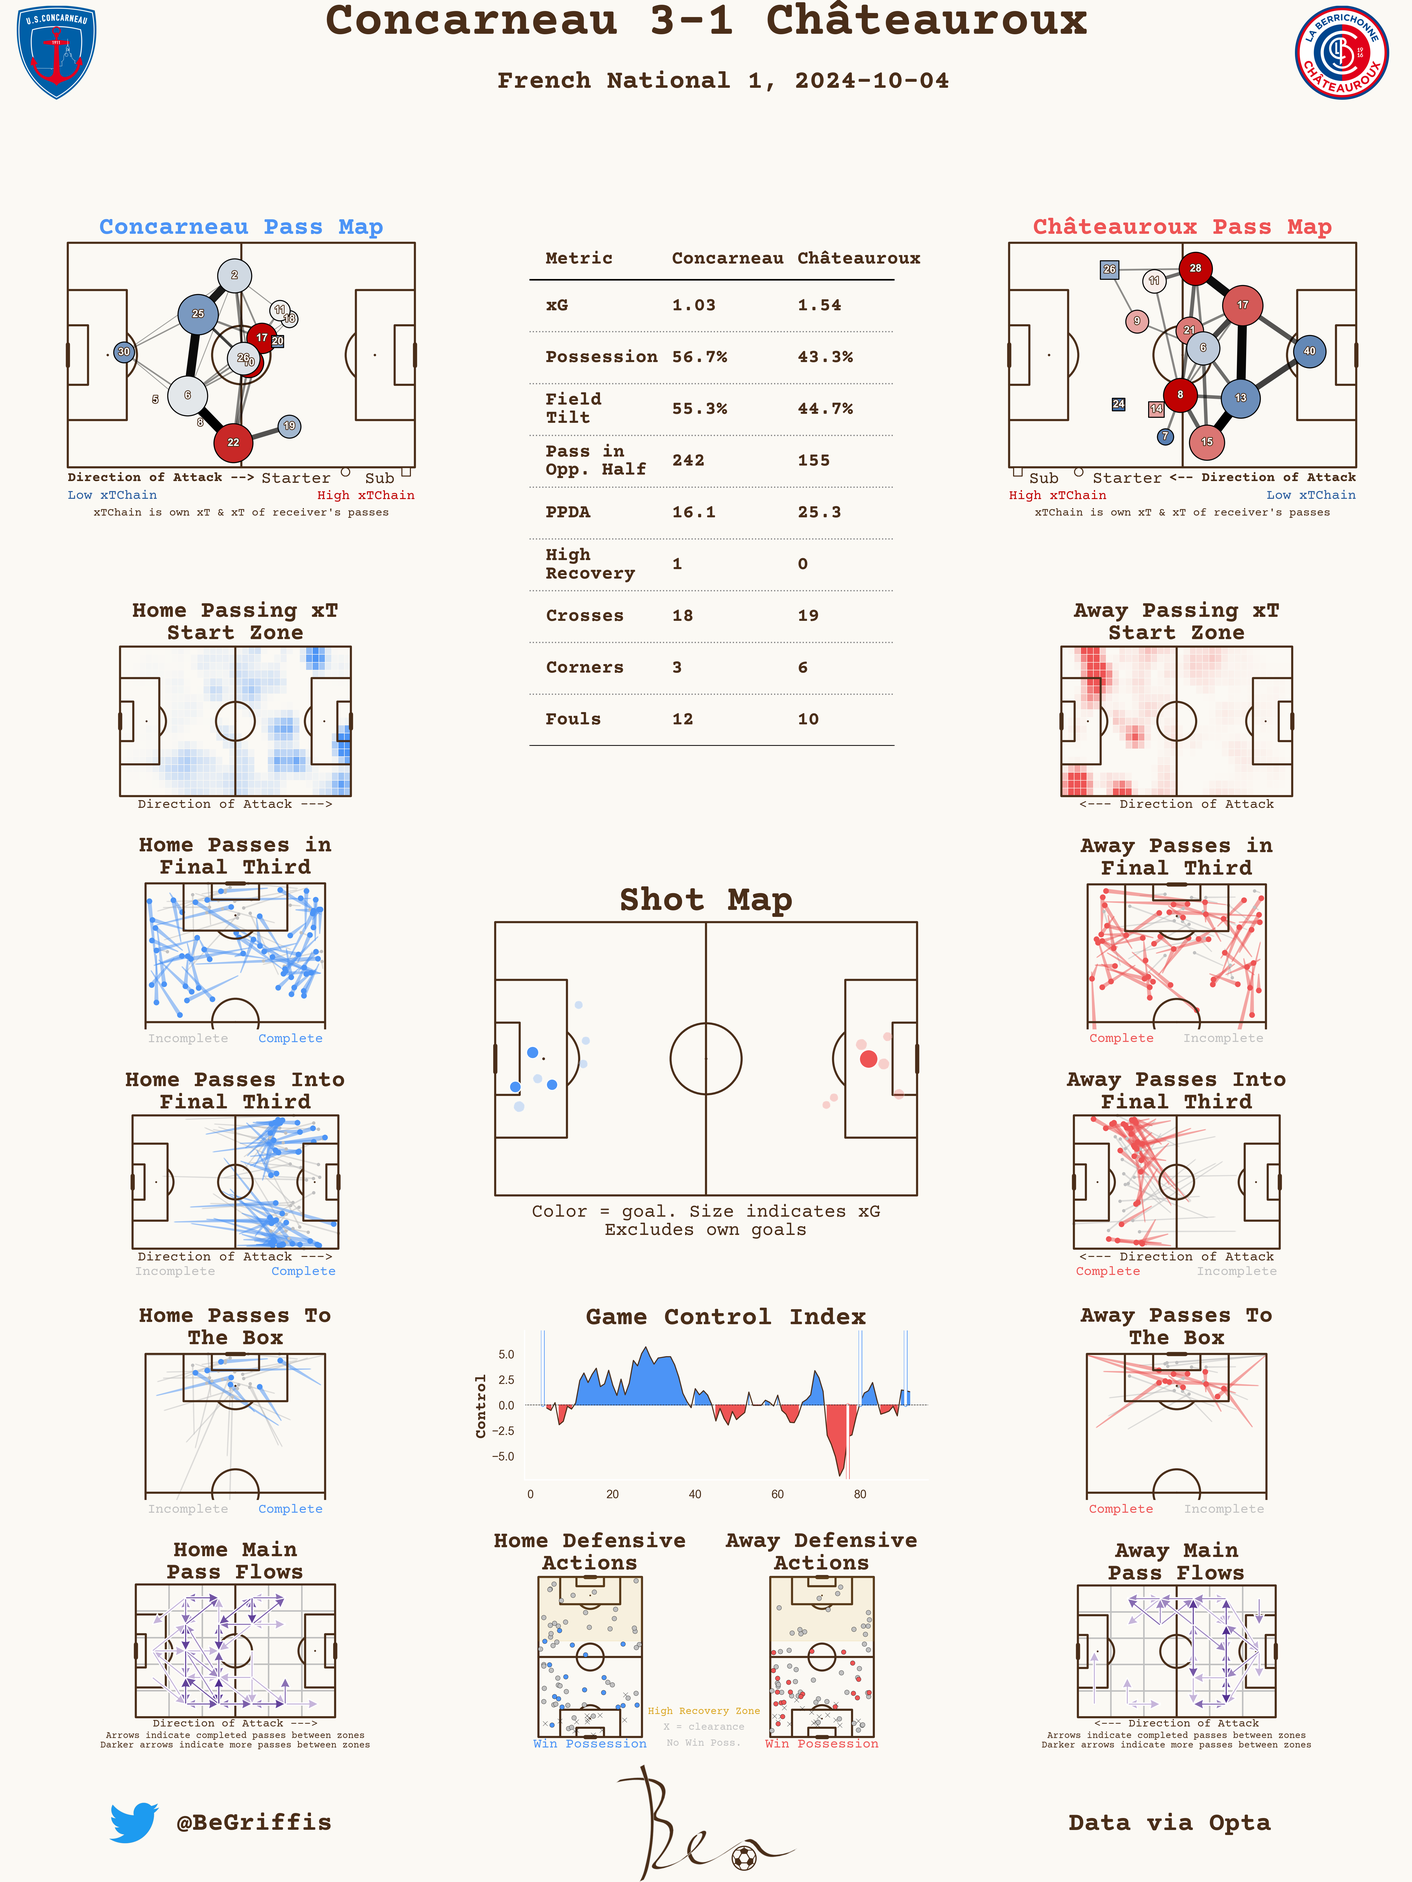 Concarneau 3-1 Châteauroux
French National 1, 2024-10-04
U.S.CONCARNEAU
1911
LA BERRICHONNE
1916
CHÂTEAUROUX
Concarneau Pass Map
2
25
11
18
17
20
30
26
10
6
5
8
22
19
Direction of Attack --> Starter Sub
Low xTChain High xTChain
xTChain is own xT & xT of receiver's passes
Metric Concarneau Châteauroux
xG 1.03 1.54
Possession 56.7% 43.3%
Field
Tilt 55.3% 44.7%
Pass in
Opp. Half 242 155
PPDA 16.1 25.3
High
Recovery 1 0
Crosses 18 19
Corners 3 6
Fouls 12 10
Châteauroux Pass Map
26
28
11
17
9
21
6
40
8
13
24
14
7
15
Sub Starter <-- Direction of Attack
High xTChain Low xTChain
xTChain is own xT & xT of receiver's passes
Home Passing xT
Start Zone
Direction of Attack --->
Away Passing xT
Start Zone
<--- Direction of Attack
Home Passes in
Final Third
Incomplete Complete
Away Passes in
Final Third
Complete Incomplete
Shot Map
Color = goal. Size indicates xG
Excludes own goals
Home Passes Into
Final Third
Direction of Attack --->
Incomplete Complete
Away Passes Into
Final Third
<--- Direction of Attack
Complete Incomplete
Home Passes To
The Box
Incomplete Complete
Game Control Index
Control
5.0
2.5
0.0
−2.5
−5.0
0 20 40 60 80
Away Passes To
The Box
Complete Incomplete
Home Main
Pass Flows
Direction of Attack --->
Arrows indicate completed passes between zones
Darker arrows indicate more passes between zones
Home Defensive
Actions
Win Possession
High Recovery Zone
X = clearance
No Win Poss.
Away Defensive
Actions
Win Possession
Away Main
Pass Flows
<--- Direction of Attack
Arrows indicate completed passes between zones
Darker arrows indicate more passes between zones
@BeGriffis
Ben
Data via Opta